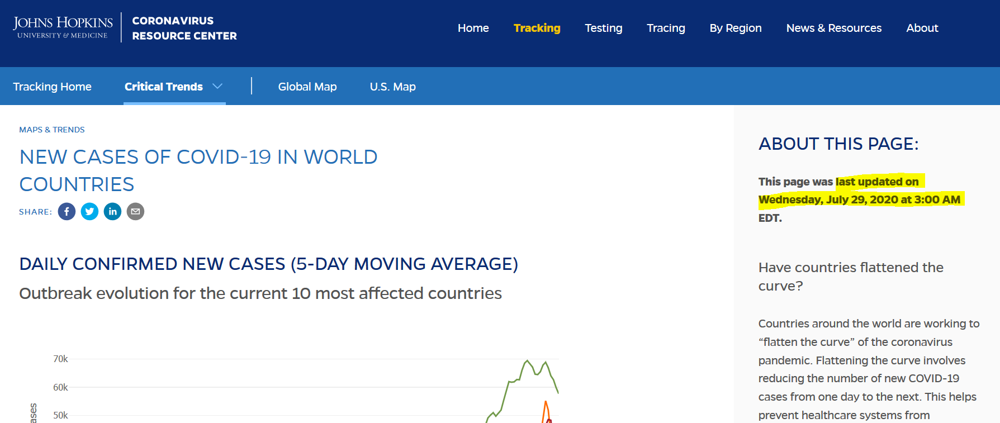 JOHNS HOPKINS
UNIVERSITY & MEDICINE
CORONAVIRUS
RESOURCE CENTER
Home Tracking Testing Tracing By Region News & Resources About
Tracking Home Critical Trends Global Map U.S. Map
MAPS & TRENDS
NEW CASES OF COVID-19 IN WORLD
COUNTRIES
SHARE:
DAILY CONFIRMED NEW CASES (5-DAY MOVING AVERAGE)
Outbreak evolution for the current 10 most affected countries
70k
60k
50k
ases
ABOUT THIS PAGE:
This page was last updated on
Wednesday, July 29, 2020 at 3:00 AM
EDT.
Have countries flattened the
curve?
Countries around the world are working to
“flatten the curve” of the coronavirus
pandemic. Flattening the curve involves
reducing the number of new COVID-19
cases from one day to the next. This helps
prevent healthcare systems from